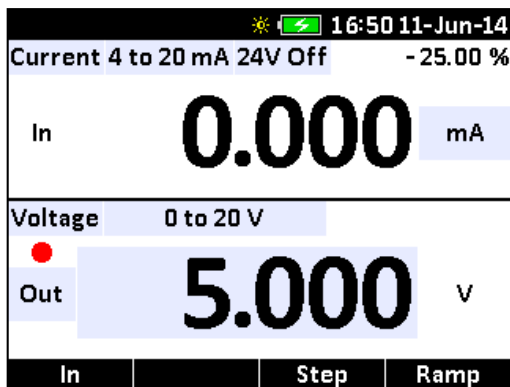 16:50 11-Jun-14
Current 4 to 20 mA 24V Off -25.00 %
In 0.000 mA
Voltage 0 to 20 V
Out 5.000 V
In Step Ramp